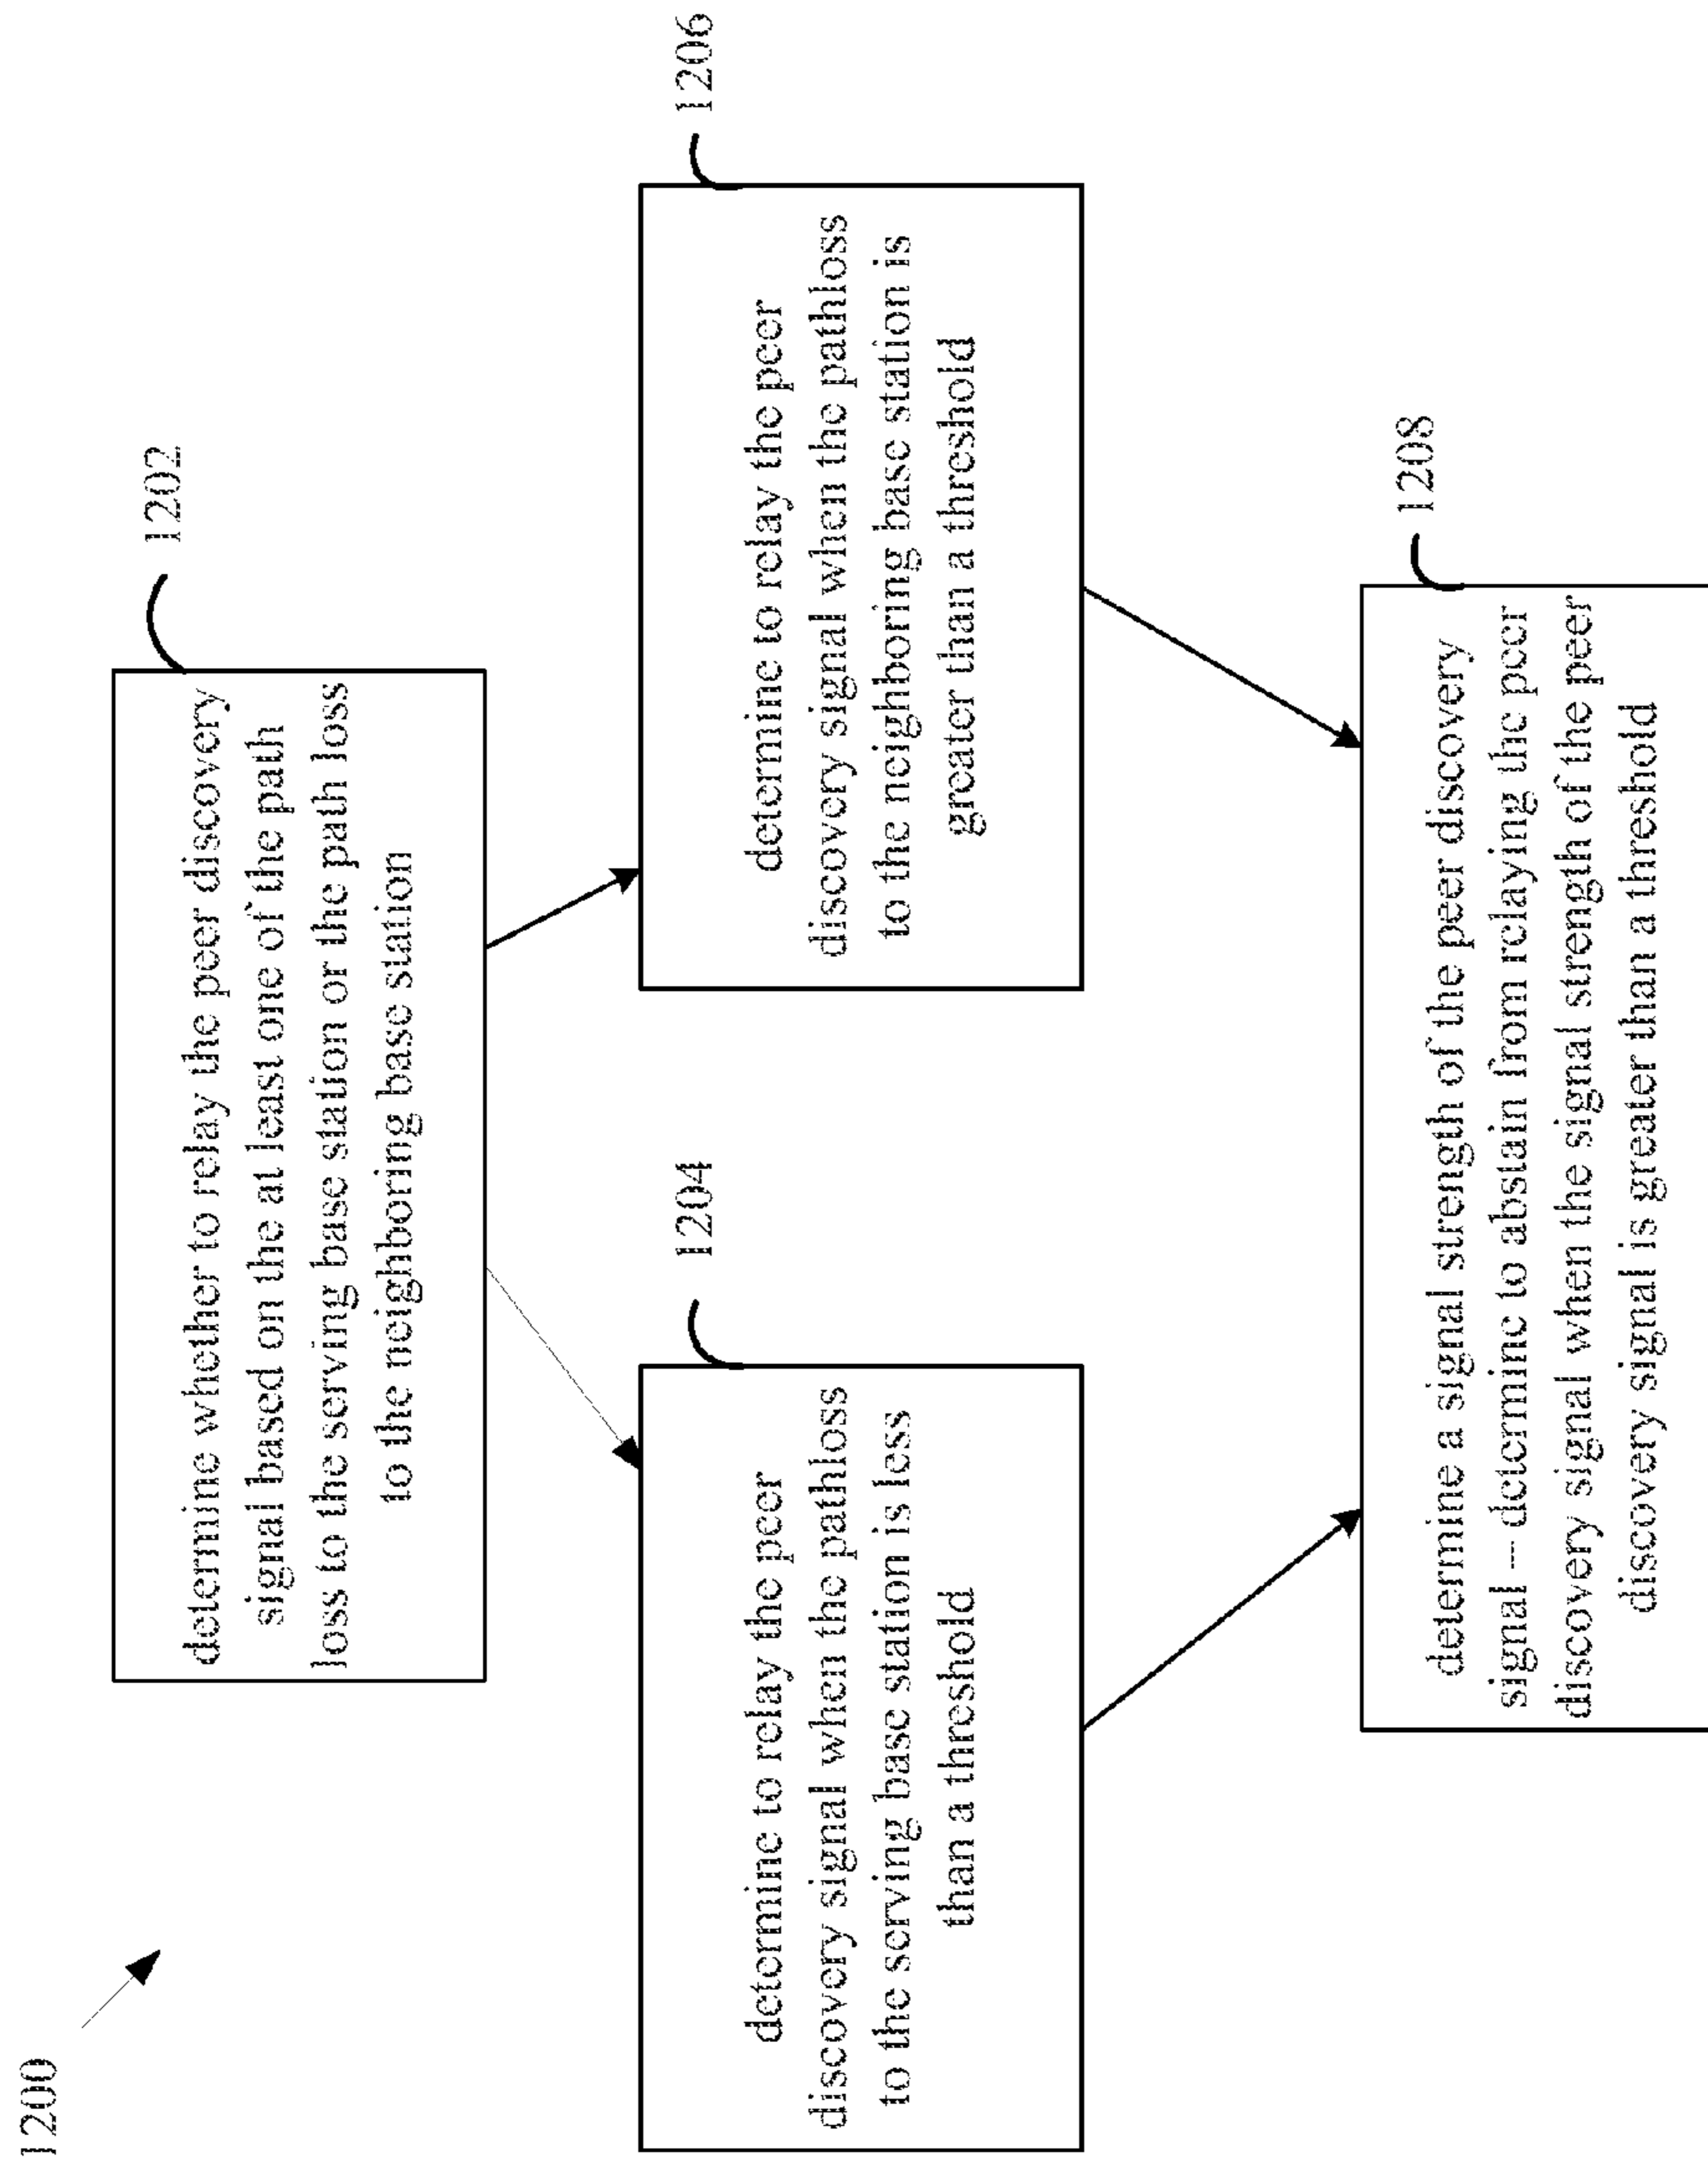 1200
determine whether to relay the peer discovery
signal based on the at least one of the path
loss to the serving base station or the path loss
to the neighboring base station
1202
determine to relay the peer
discovery signal when the pathloss
to the serving base station is less
than a threshold
1204
determine to relay the peer
discovery signal when the pathloss
to the neighboring base station is
greater than a threshold
1206
determine a signal strength of the peer discovery
signal -- determine to abstain from relaying the peer
discovery signal when the signal strength of the peer
discovery signal is greater than a threshold
1208